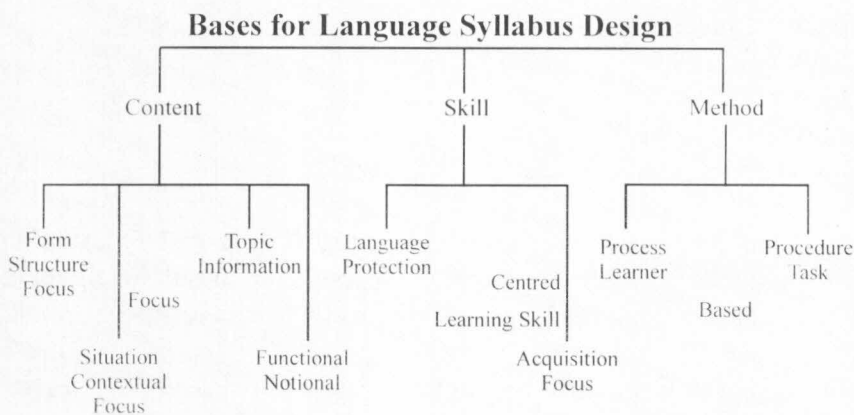 Bases for Language Syllabus Design
Content
Skill
Method
Form
Structure
Focus
Focus
Situation
Contextual
Focus
Topic
Information
Functional
Notional
Language
Protection
Centred
Learning Skill
Acquisition
Focus
Process
Learner
Based
Procedure
Task